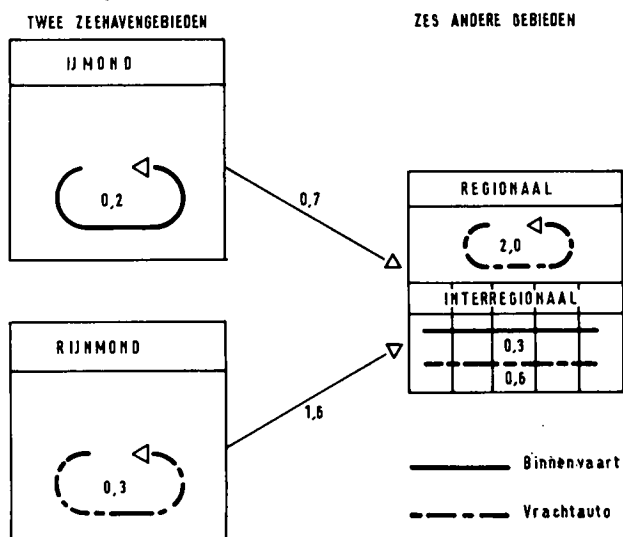 TWEE ZEEHAVENGEBIEDEN
ZES ANDERE GEBIEDEN
IJMOND
0,2
0,7
REGIONAAL
2,0
INTERREGIONAAL
0,3
0,6
RIJNMOND
0,3
1,6
Binnenvaart
Vrachtauto